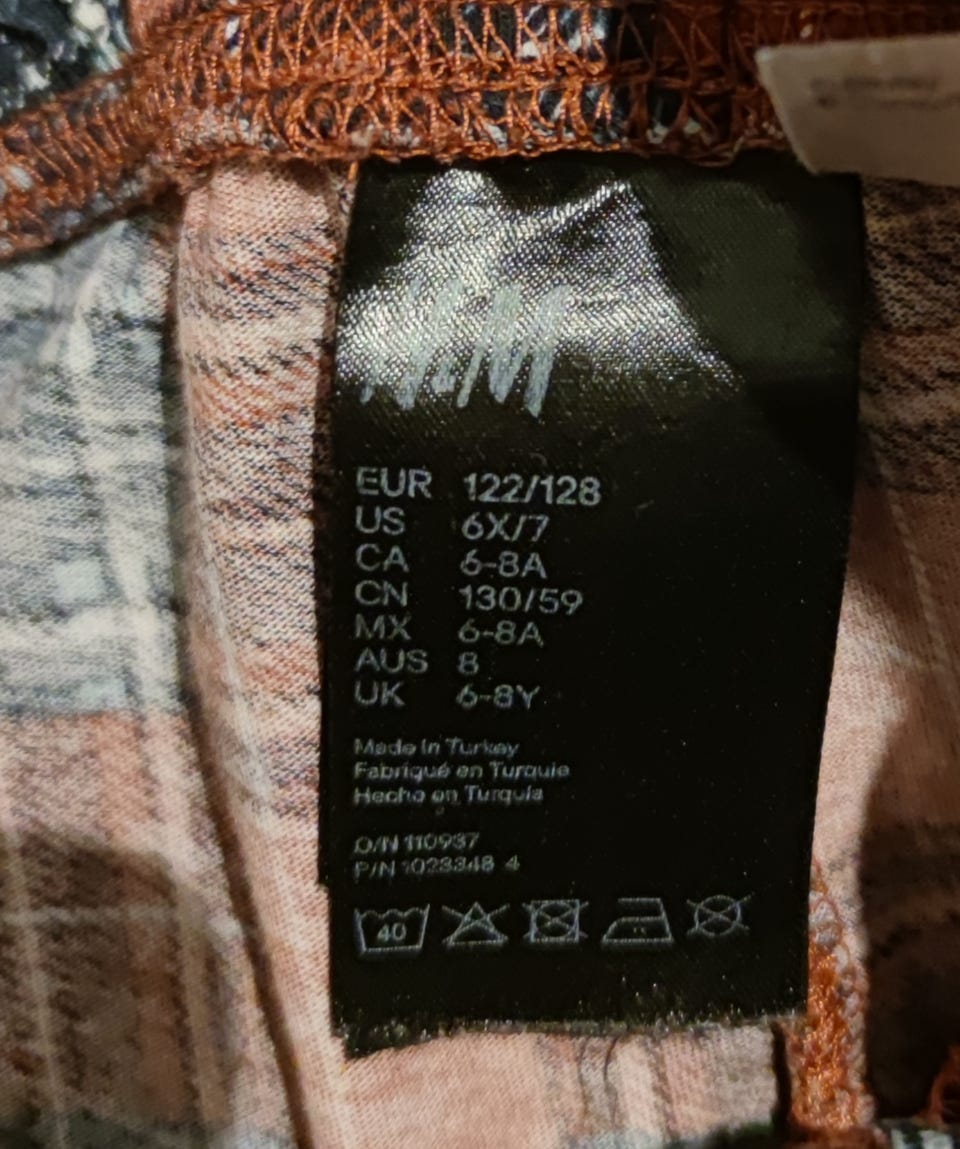 H&M
EUR 122/128
US 6X/7
CA 6-8A
CN 130/59
MX 6-8A
AUS 8
UK 6-8Y
Made in Turkey
Fabriqué en Turquie
Hecho en Turquía
O/N 110937
P/N 1023348 4
40